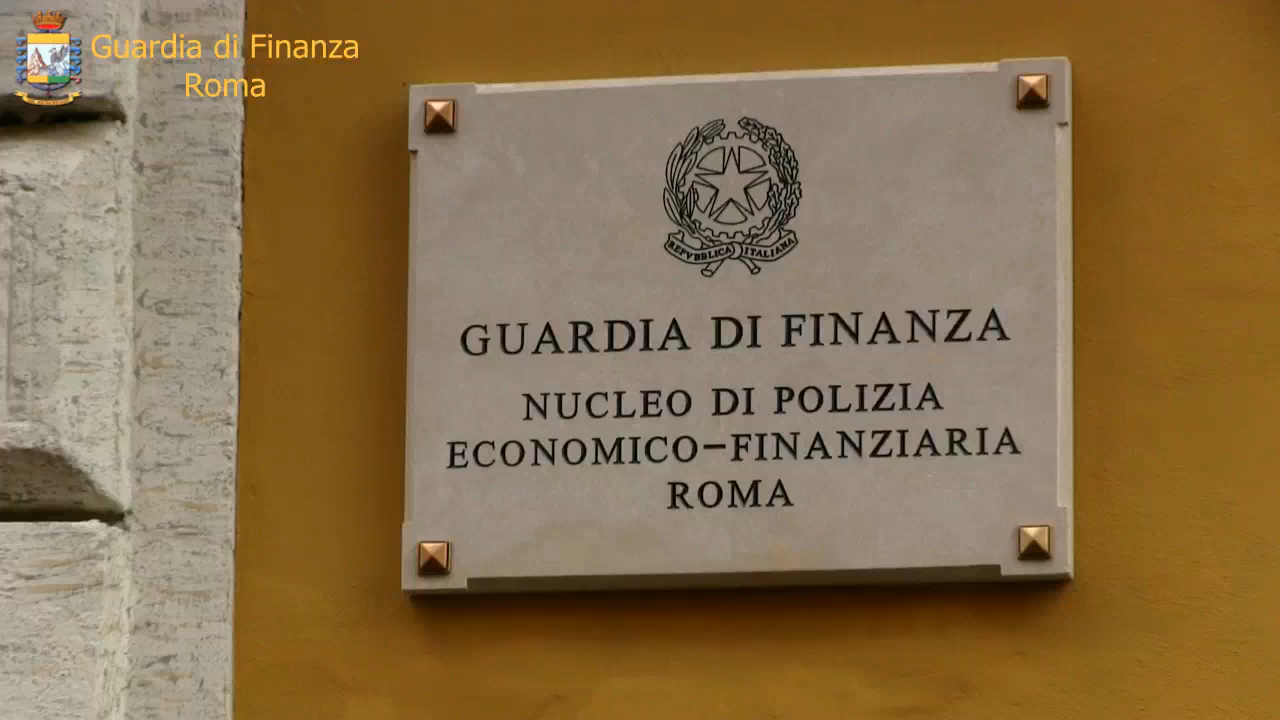 Guardia di Finanza
Roma
REPVBBLICA ITALIANA
GUARDIA DI FINANZA
NUCLEO DI POLIZIA
ECONOMICO-FINANZIARIA
ROMA